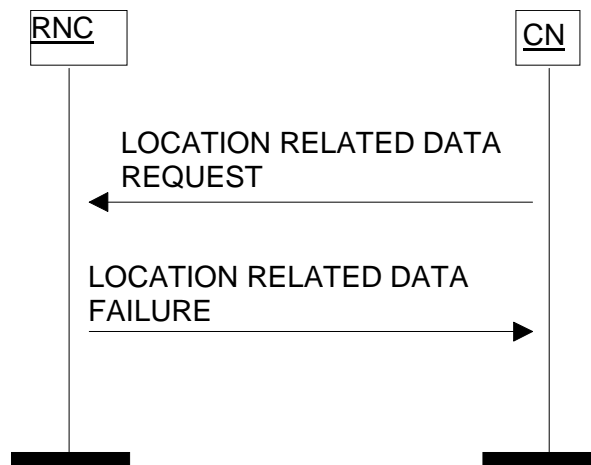 RNC
CN
LOCATION RELATED DATA
REQUEST
LOCATION RELATED DATA
FAILURE